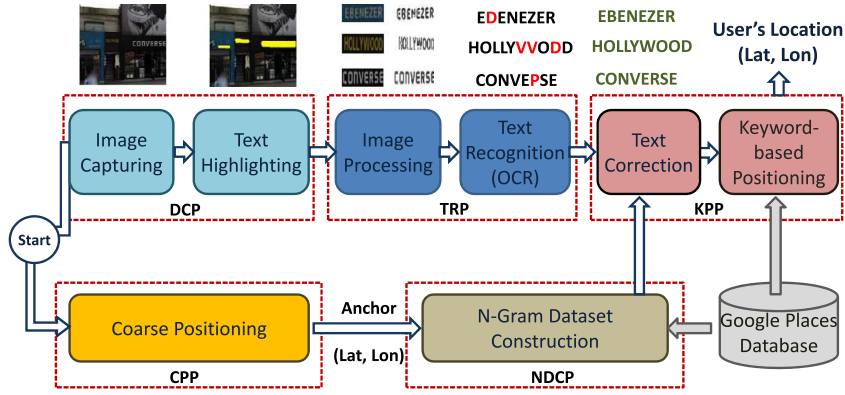 CONVERSE
EBENEZER
EBENEZER
EDENEZER
EBENEZER
HOLLYWOOD
HOLLYWOOD
HOLLYVVODD
HOLLYWOOD
CONVERSE
CONVERSE
CONVEPSE
CONVERSE
User's Location
(Lat, Lon)
Image
Capturing
Text
Highlighting
DCP
Image
Processing
Text
Recognition
(OCR)
TRP
Text
Correction
Keyword-
based
Positioning
KPP
Start
Coarse Positioning
CPP
Anchor
(Lat, Lon)
N-Gram Dataset
Construction
NDCP
Google Places
Database